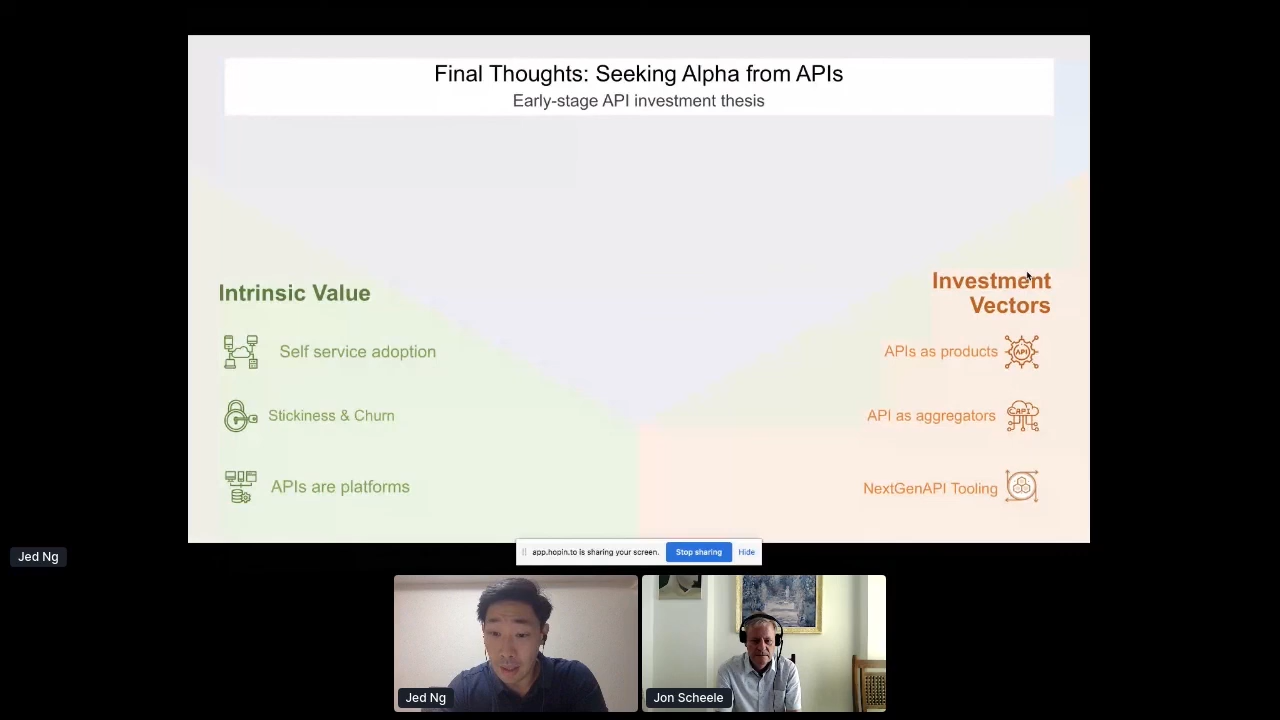 Final Thoughts: Seeking Alpha from APIs
Early-stage API investment thesis
Intrinsic Value
Self service adoption
Stickiness & Churn
APIs are platforms
Investment
Vectors
APIs as products
API
API as aggregators
API
NextGenAPI Tooling
app.hopin.to is sharing your screen.
Stop sharing
Hide
Jed Ng
Jed Ng
Jon Scheele